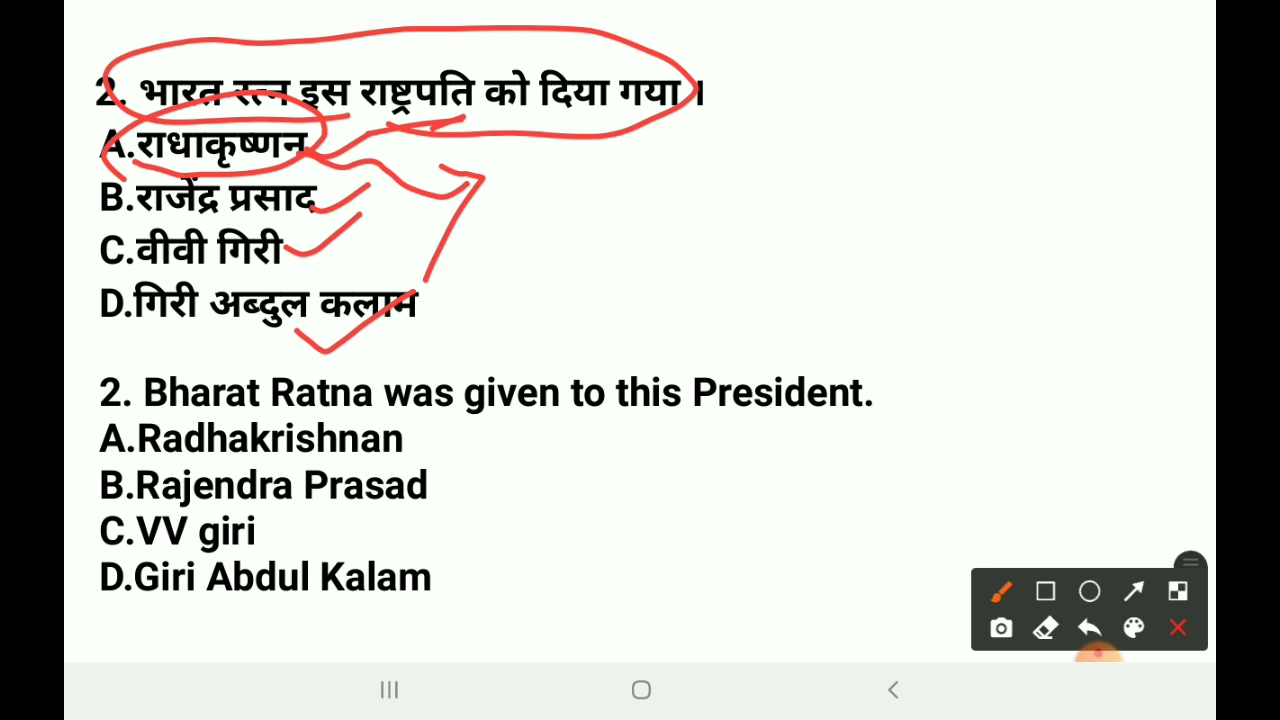 2. भारत रत्न इस राष्ट्रपति को दिया गया ।
A.राधाकृष्णन
B.राजेंद्र प्रसाद
C.वीवी गिरी
D.गिरी अब्दुल कलाम
2. Bharat Ratna was given to this President.
A.Radhakrishnan
B.Rajendra Prasad
C.VV giri
D.Giri Abdul Kalam